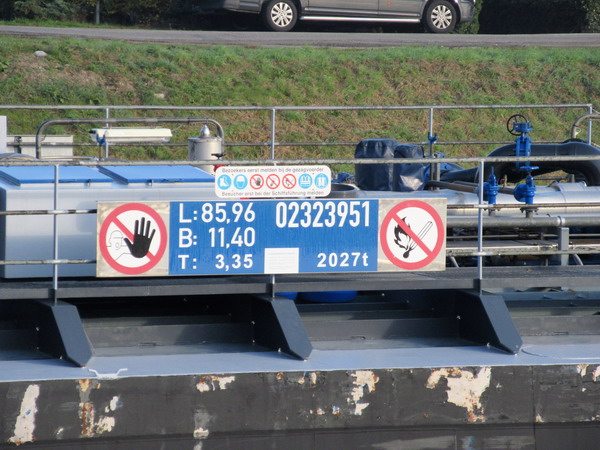 Bezoekers eerst melden bij de gezagvoerder
Besucher erst bei der Schiffsführung melden
L: 85,96 02323951
B: 11,40
T: 3,35 2027t